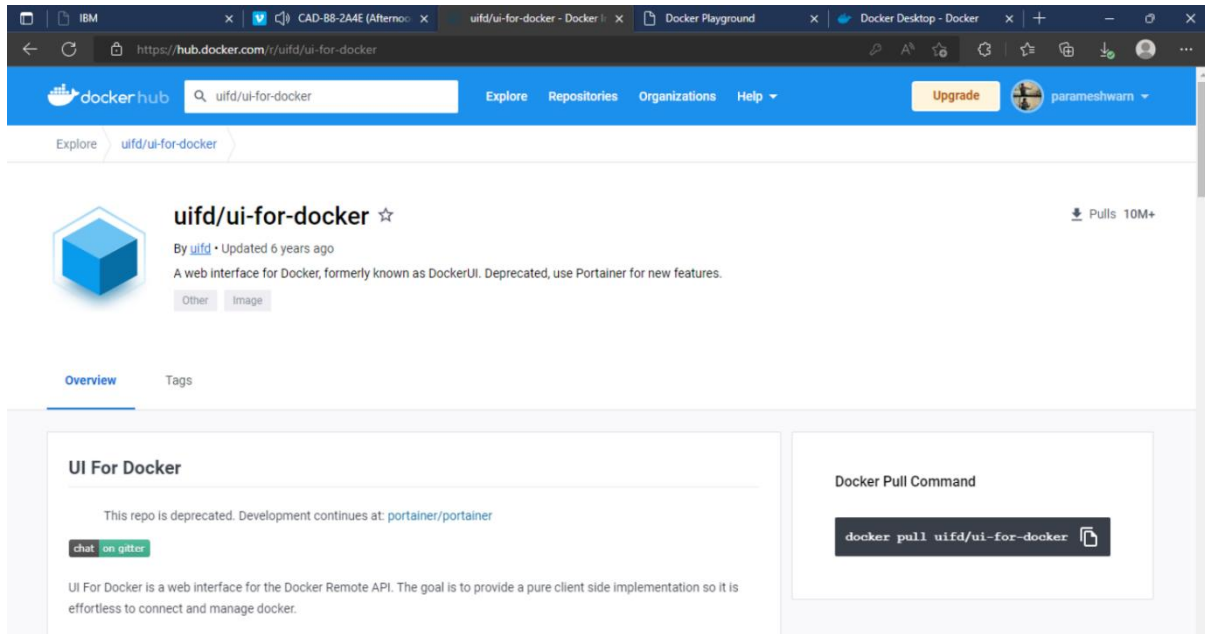 IBM
CAD-B8-2A4E (Afternoo
uifd/ui-for-docker - Docker I
Docker Playground
Docker Desktop - Docker
https://hub.docker.com/r/uifd/ui-for-docker
docker hub
uifd/ui-for-docker
Explore Repositories Organizations Help
Upgrade
parameshwarn
Explore
uifd/ui-for-docker
uifd/ui-for-docker
Pulls 10M+
By uifd • Updated 6 years ago
A web interface for Docker, formerly known as DockerUI. Deprecated, use Portainer for new features.
Other Image
Overview Tags
UI For Docker
This repo is deprecated. Development continues at: portainer/portainer
chat on gitter
UI For Docker is a web interface for the Docker Remote API. The goal is to provide a pure client side implementation so it is
effortless to connect and manage docker.
Docker Pull Command
docker pull uifd/ui-for-docker